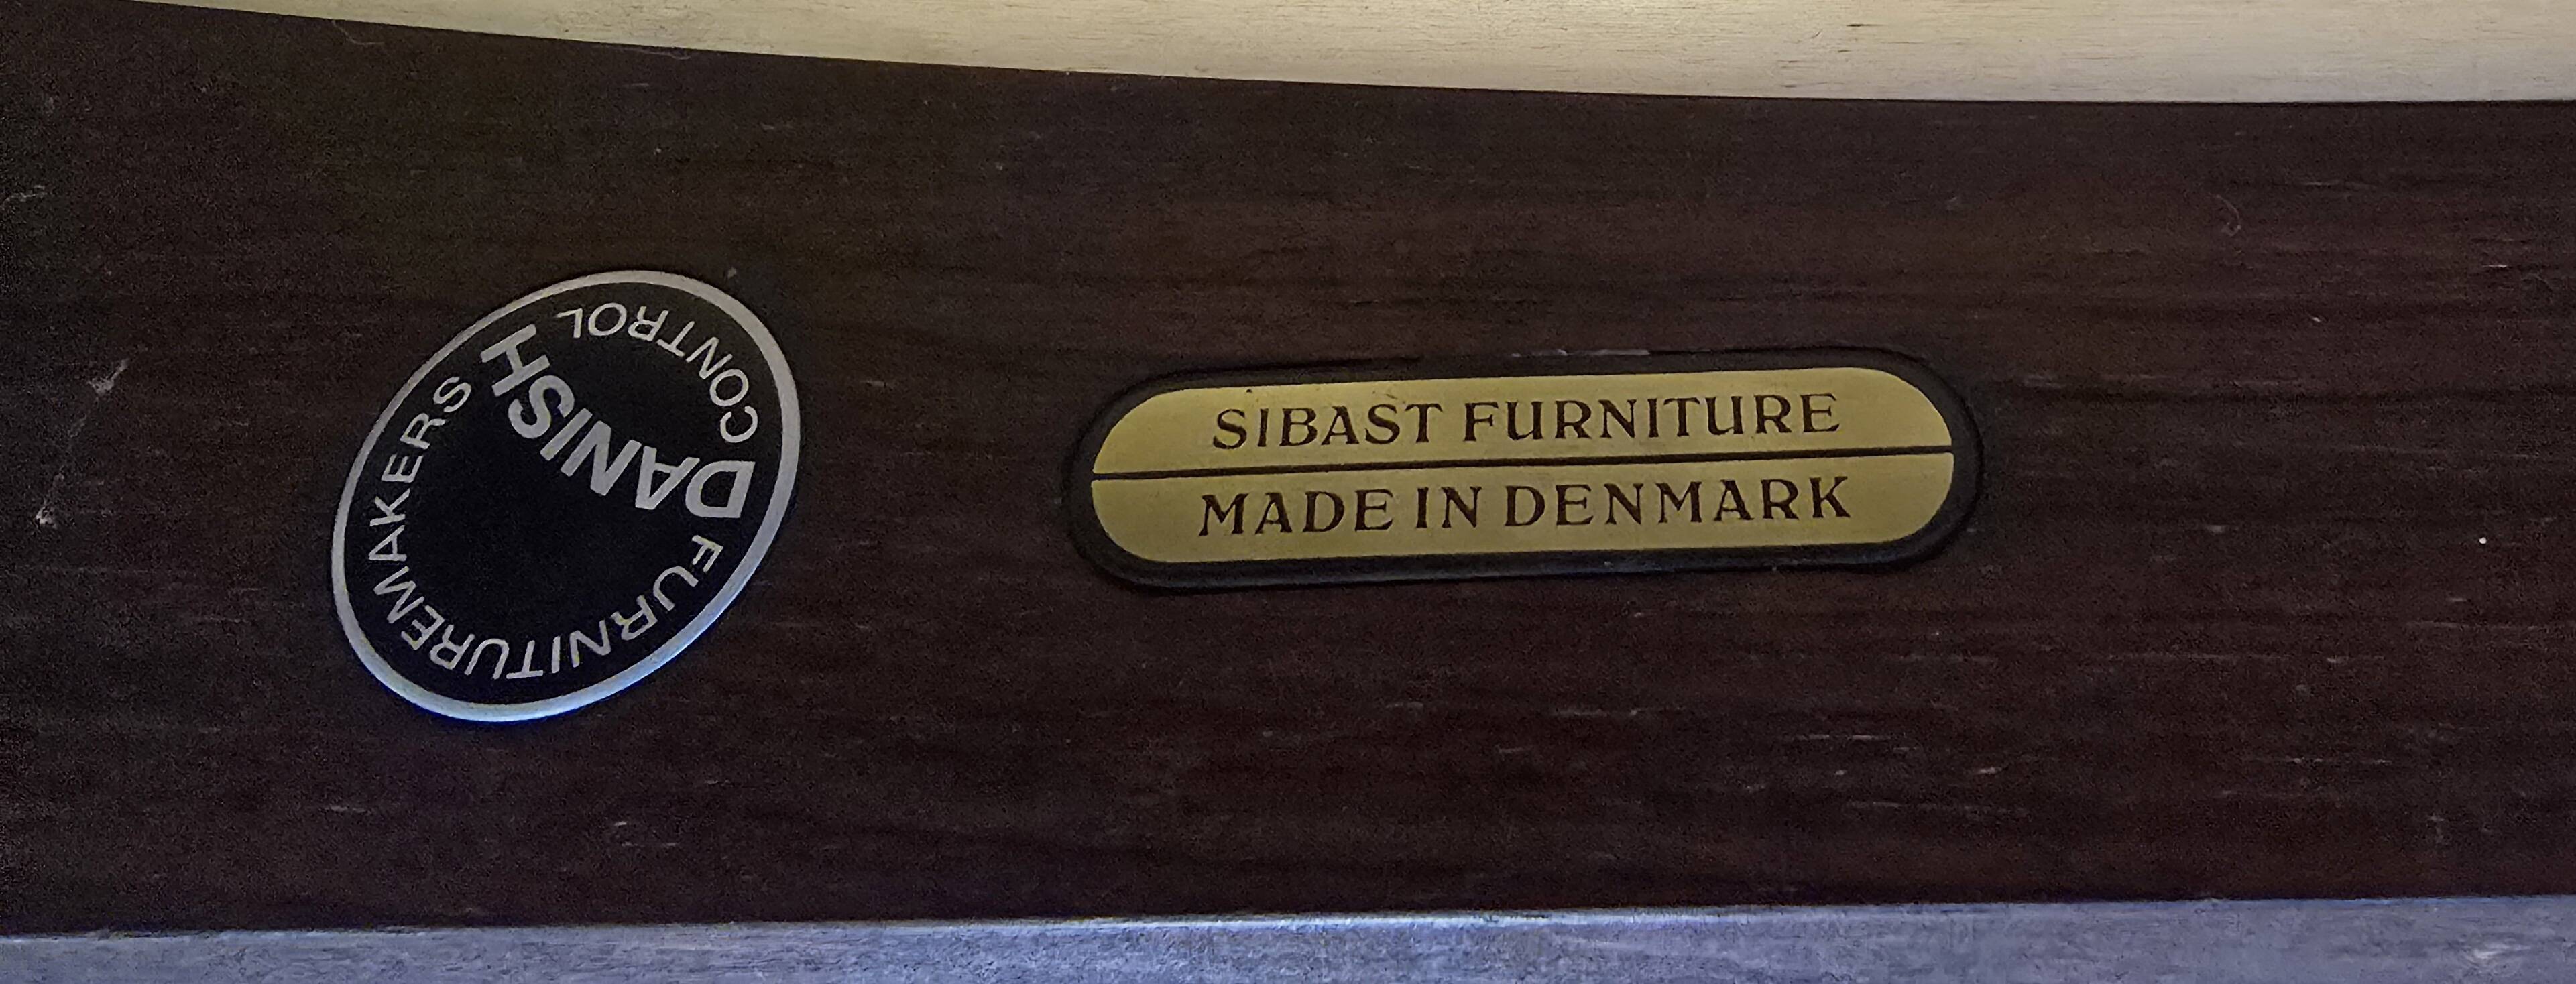 DANISH
FURNITUREMAKERS
CONTROL
SIBAST FURNITURE
MADE IN DENMARK